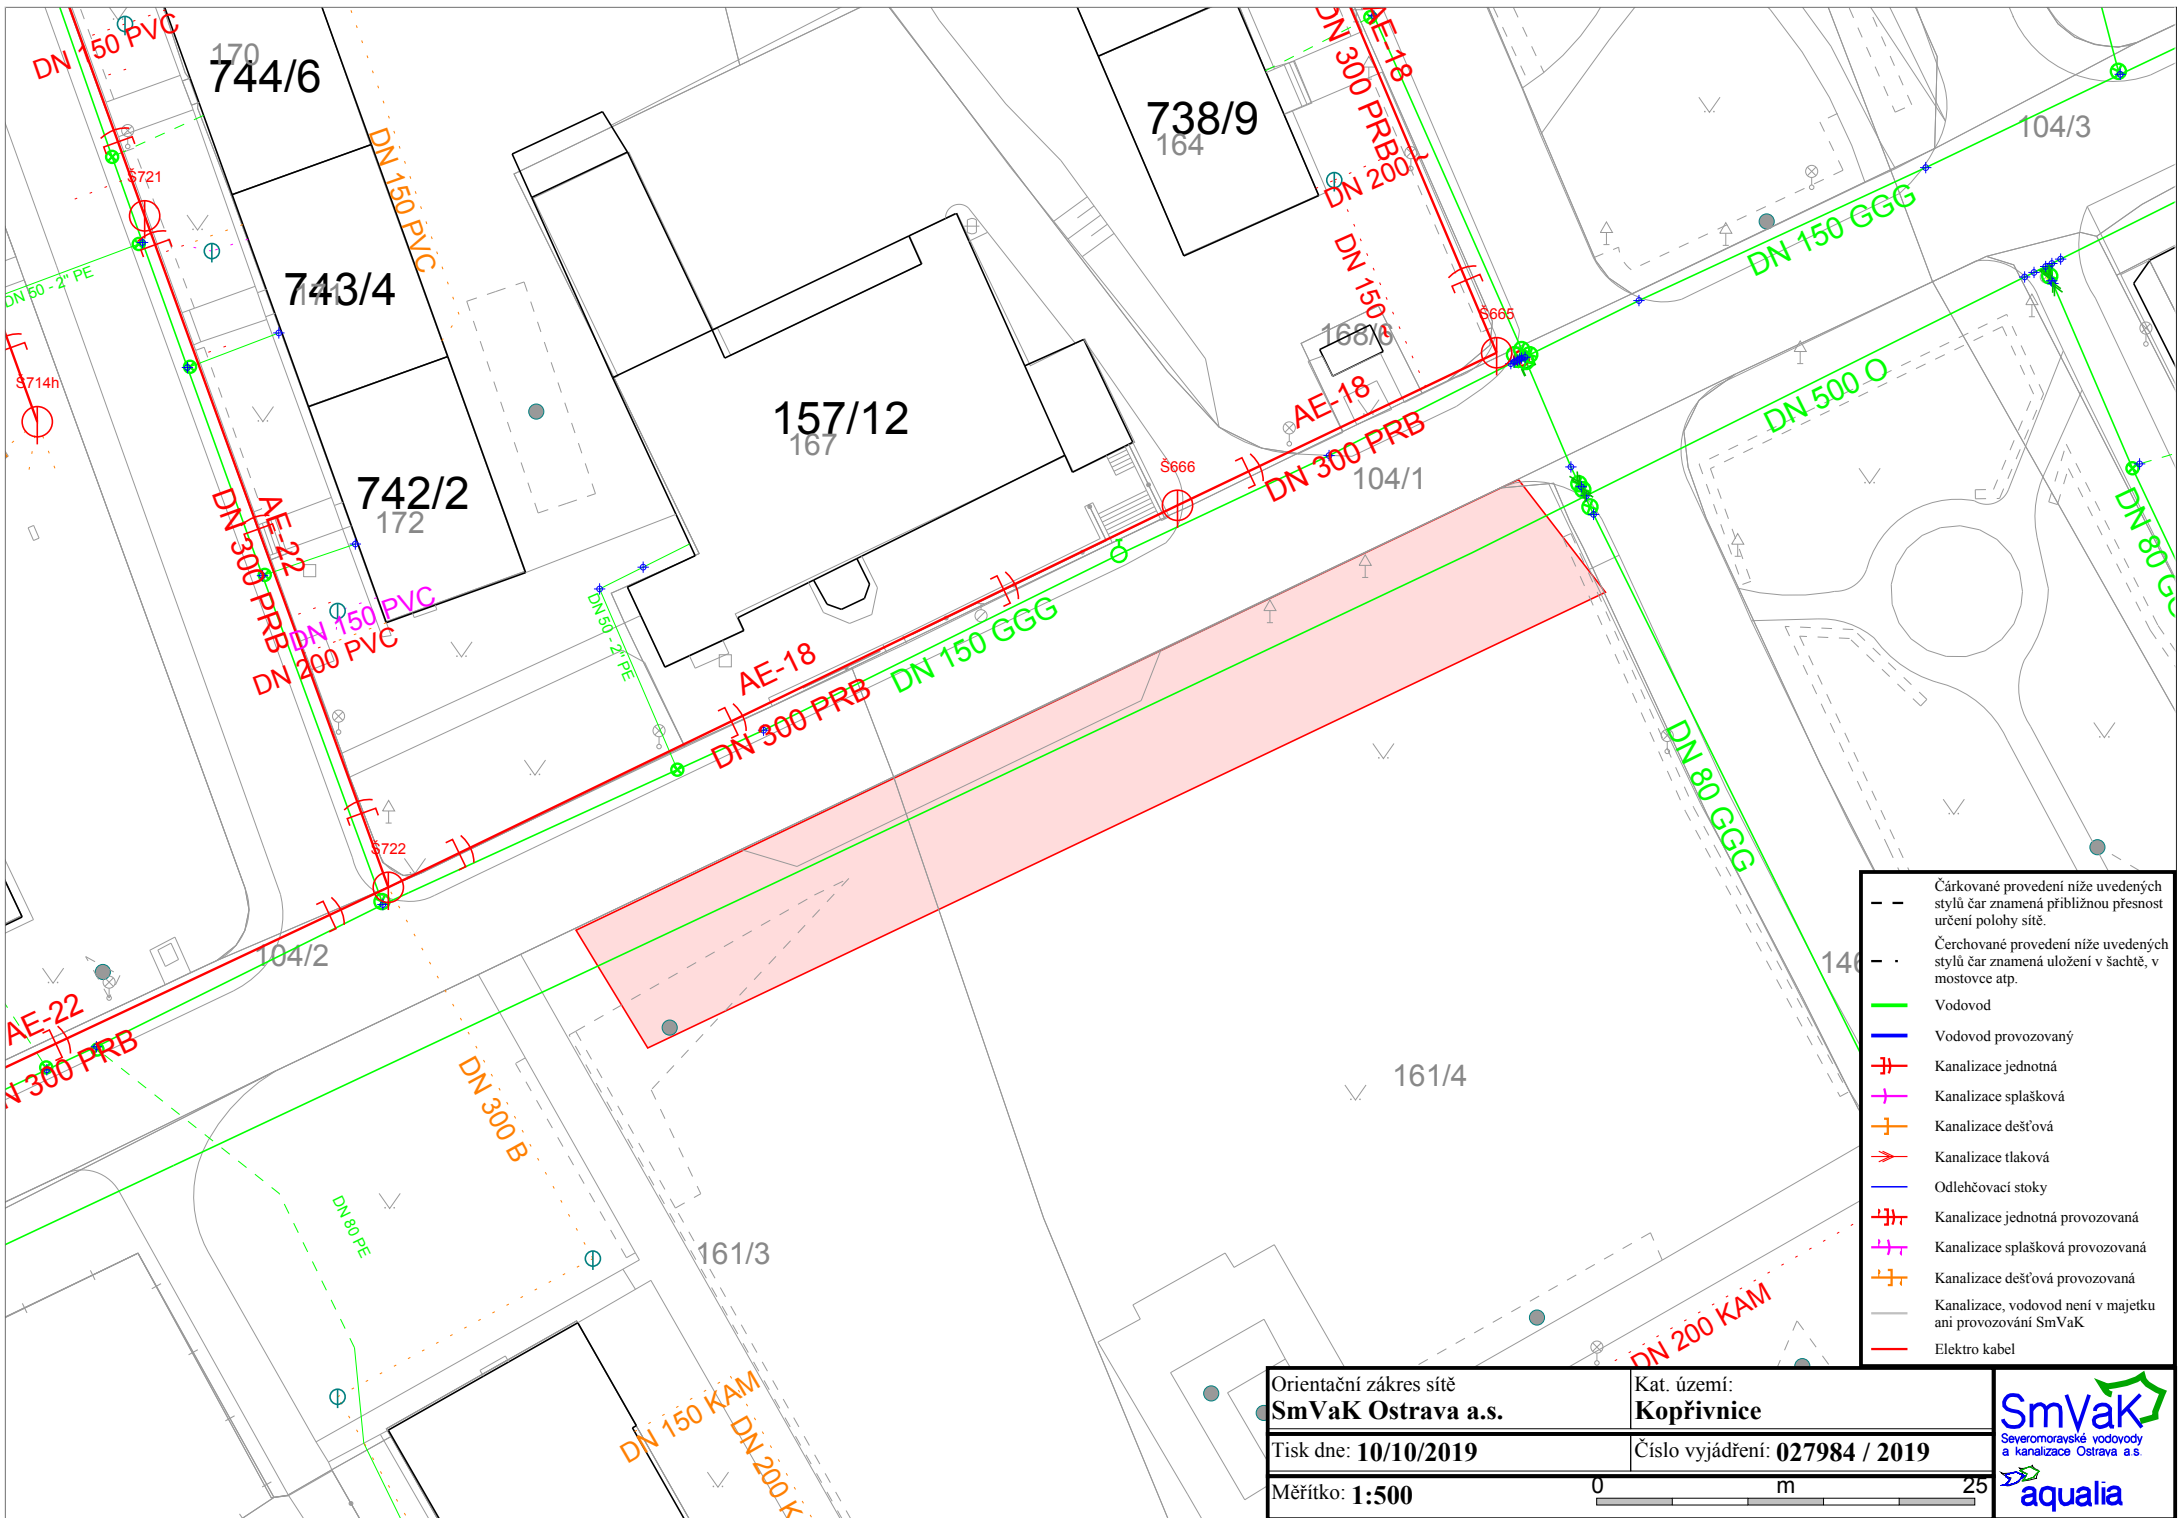 DN 150 PVC
170
744/6
DN 150 PVC
Š721
743/4
171
DN 50 - 2" PE
Š714h
742/2
172
AE-22
DN 300 PRB
DN 150 PVC
DN 200 PVC
Š722
104/2
AE-22
N 300 PRB
157/12
167
DN 50 - 2" PE
AE-18
DN 300 PRB
DN 150 GGG
Š666
738/9
164
DN 300 PRB
AE-18
DN 200
DN 150
168/6
Š665
AE-18
DN 300 PRB
104/1
104/3
DN 150 GGG
DN 500 O
DN 80 GG
DN 80 GGG
146
161/4
161/3
DN 300 B
DN 80 PE
DN 150 KAM
DN 200 K
DN 200 KAM
Čárkované provedení níže uvedených
stylů čar znamená přibližnou přesnost
určení polohy sítě.
Čerchované provedení níže uvedených
stylů čar znamená uložení v šachtě, v
mostovce atp.
Vodovod
Vodovod provozovaný
Kanalizace jednotná
Kanalizace splašková
Kanalizace dešťová
Kanalizace tlaková
Odlehčovací stoky
Kanalizace jednotná provozovaná
Kanalizace splašková provozovaná
Kanalizace dešťová provozovaná
Kanalizace, vodovod není v majetku
ani provozování SmVaK
Elektro kabel
Orientační zákres sítě
SmVaK Ostrava a.s.
Kat. území:
Kopřivnice
Tisk dne: 10/10/2019
Číslo vyjádření: 027984 / 2019
Měřítko: 1:500
0 m 25
SmVaK
Severomoravské vodovody
a kanalizace Ostrava a.s.
aqualia